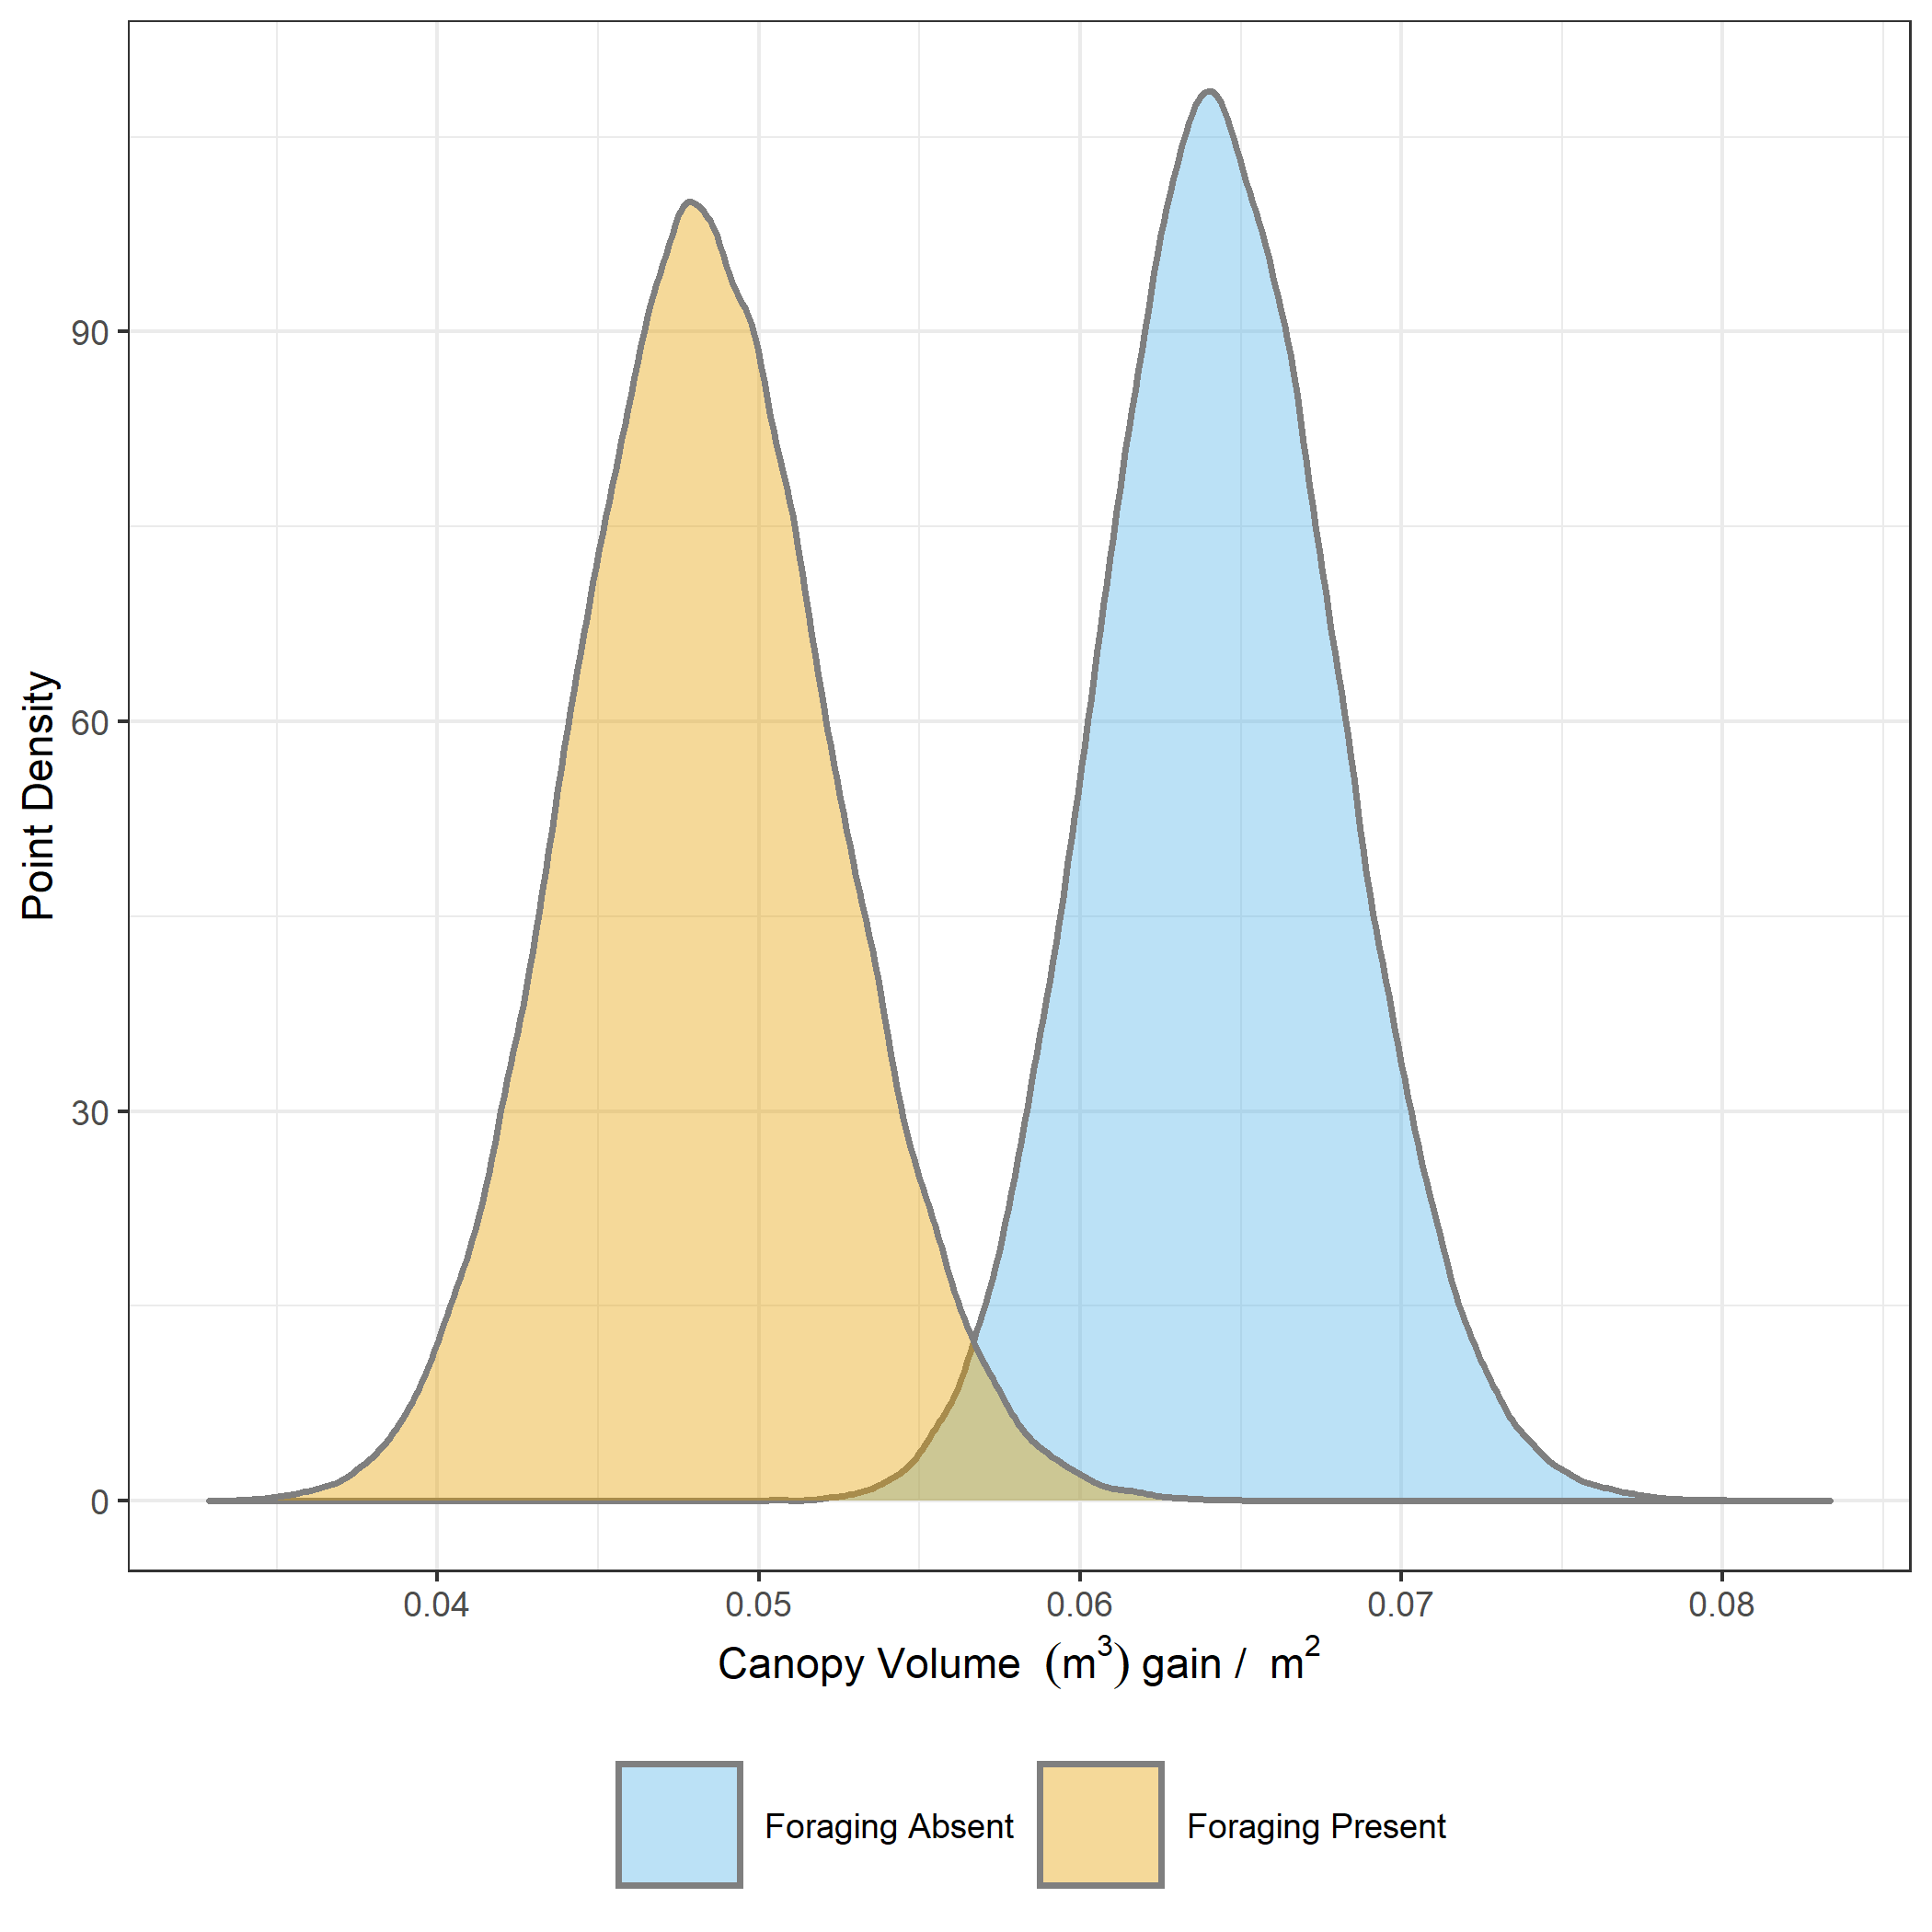 Point Density
90
60
30
0
0.04 0.05 0.06 0.07 0.08
Canopy Volume (m³) gain / m²
Foraging Absent Foraging Present